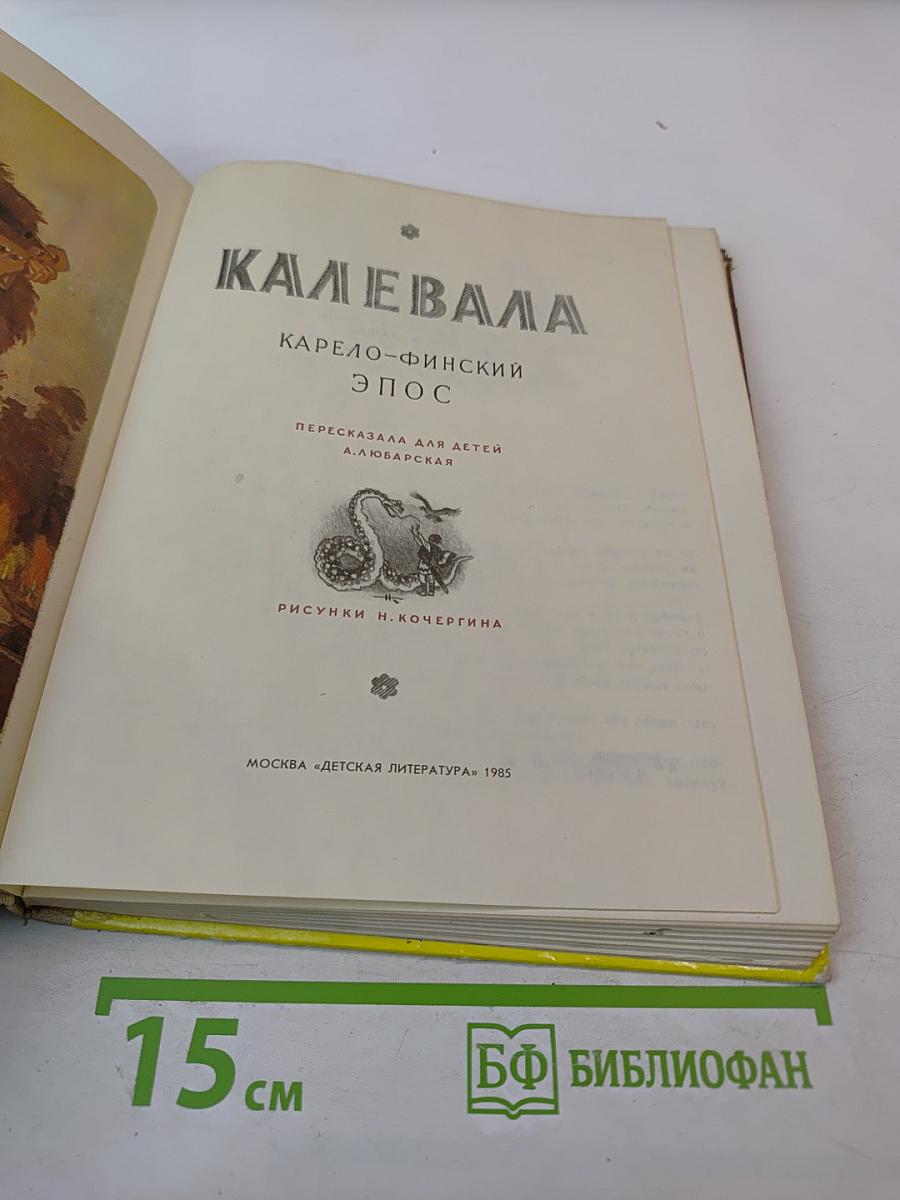 КАЛЕВАЛА
КАРЕЛО-ФИНСКИЙ
ЭПОС
ПЕРЕСКАЗАЛА ДЛЯ ДЕТЕЙ
А.ЛЮБАРСКАЯ
РИСУНКИ Н.КОЧЕРГИНА
МОСКВА «ДЕТСКАЯ ЛИТЕРАТУРА» 1985
15 см
БФ БИБЛИОФАН